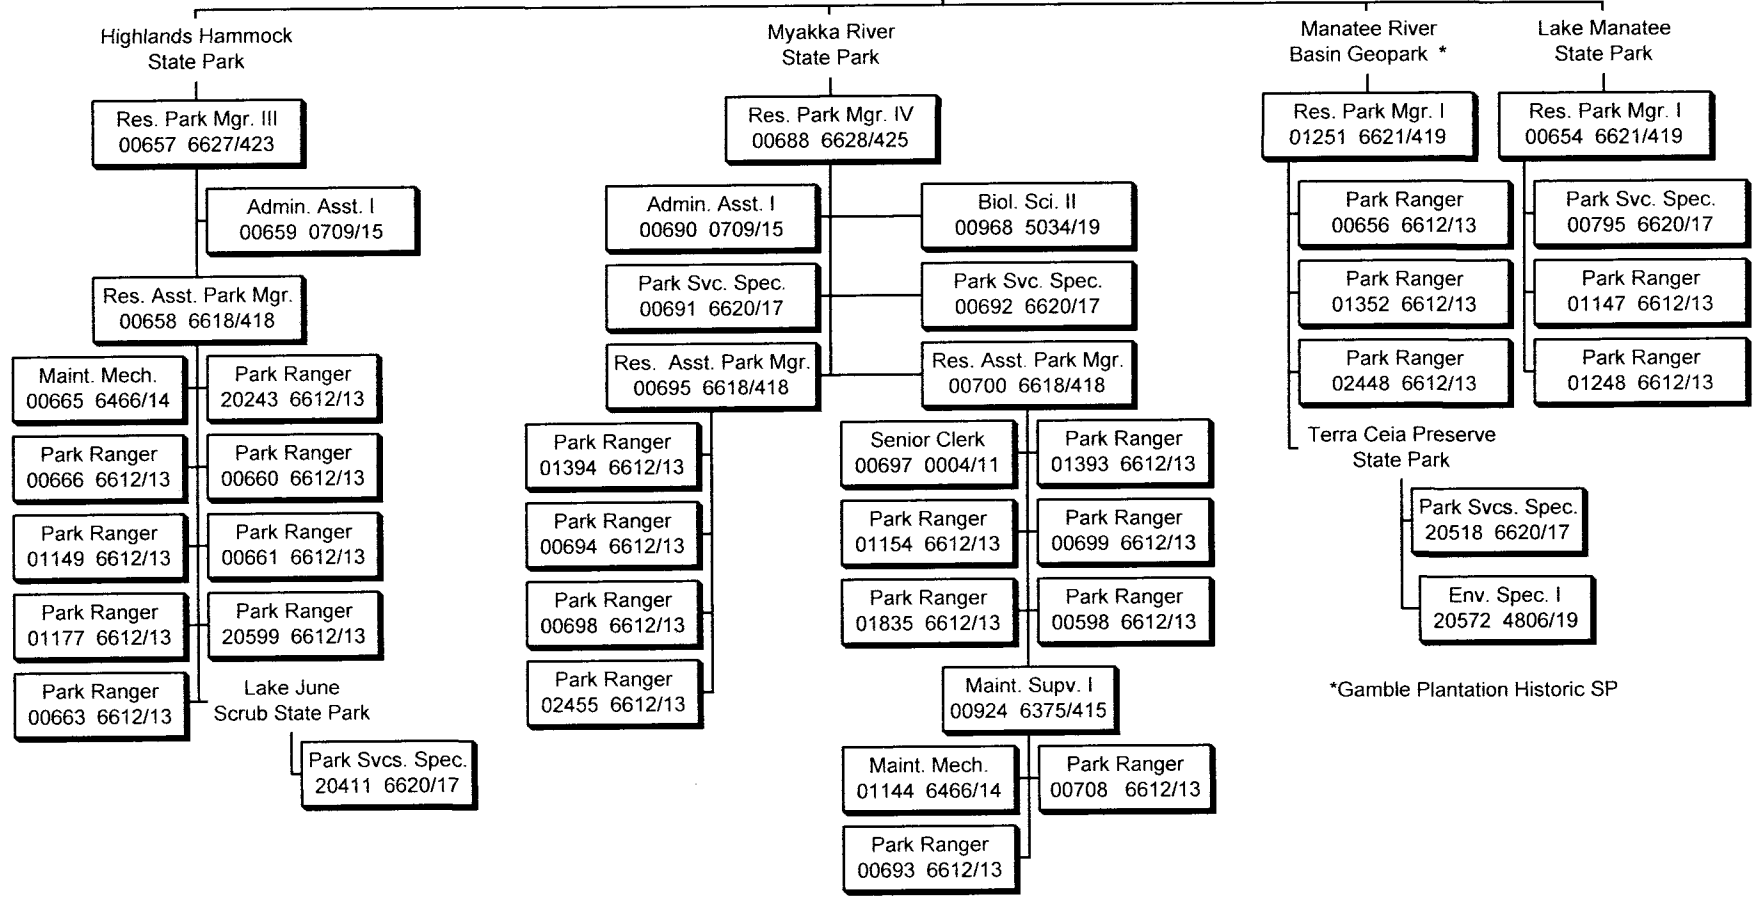 Highlands Hammock
State Park
Res. Park Mgr. III
00657 6627/423
Admin. Asst. I
00659 0709/15
Res. Asst. Park Mgr.
00658 6618/418
Maint. Mech.
00665 6466/14
Park Ranger
20243 6612/13
Park Ranger
00666 6612/13
Park Ranger
00660 6612/13
Park Ranger
01149 6612/13
Park Ranger
00661 6612/13
Park Ranger
01177 6612/13
Park Ranger
20599 6612/13
Park Ranger
00663 6612/13
Lake June
Scrub State Park
Park Svcs. Spec.
20411 6620/17
Myakka River
State Park
Res. Park Mgr. IV
00688 6628/425
Admin. Asst. I
00690 0709/15
Biol. Sci. II
00968 5034/19
Park Svc. Spec.
00691 6620/17
Park Svc. Spec.
00692 6620/17
Res. Asst. Park Mgr.
00695 6618/418
Res. Asst. Park Mgr.
00700 6618/418
Park Ranger
01394 6612/13
Park Ranger
00694 6612/13
Park Ranger
00698 6612/13
Park Ranger
02455 6612/13
Senior Clerk
00697 0004/11
Park Ranger
01393 6612/13
Park Ranger
01154 6612/13
Park Ranger
00699 6612/13
Park Ranger
01835 6612/13
Park Ranger
00598 6612/13
Maint. Supv. I
00924 6375/415
Maint. Mech.
01144 6466/14
Park Ranger
00708 6612/13
Park Ranger
00693 6612/13
Manatee River
Basin Geopark *
Res. Park Mgr. I
01251 6621/419
Park Ranger
00656 6612/13
Park Ranger
01352 6612/13
Park Ranger
02448 6612/13
Terra Ceia Preserve
State Park
Park Svcs. Spec.
20518 6620/17
Env. Spec. I
20572 4806/19
Lake Manatee
State Park
Res. Park Mgr. I
00654 6621/419
Park Svc. Spec.
00795 6620/17
Park Ranger
01147 6612/13
Park Ranger
01248 6612/13
*Gamble Plantation Historic SP